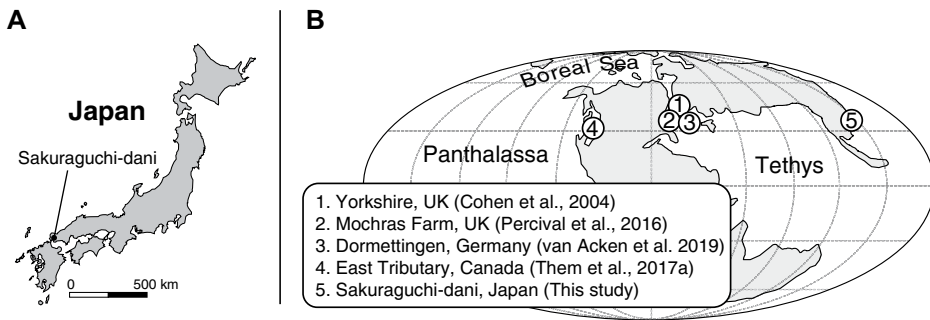 A
Japan
Sakuraguchi-dani
0 500 km
B
Boreal Sea
1
2
3
4
5
Panthalassa
Tethys
1. Yorkshire, UK (Cohen et al., 2004)
2. Mochras Farm, UK (Percival et al., 2016)
3. Dormettingen, Germany (van Acken et al. 2019)
4. East Tributary, Canada (Them et al., 2017a)
5. Sakuraguchi-dani, Japan (This study)